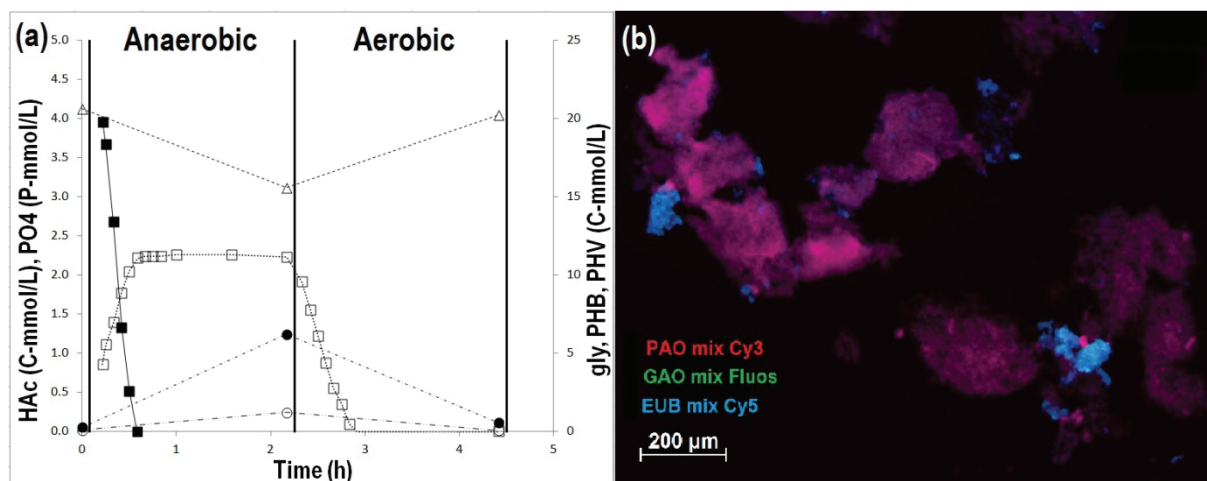 (a)
Anaerobic
Aerobic
5.0
4.5
4.0
3.5
3.0
2.5
2.0
1.5
1.0
0.5
0.0
HAc (C-mmol/L), PO4 (P-mmol/L)
25
20
15
10
5
0
gly, PHB, PHV (C-mmol/L)
0 1 2 3 4 5
Time (h)
(b)
PAO mix Cy3
GAO mix Fluos
EUB mix Cy5
200 µm